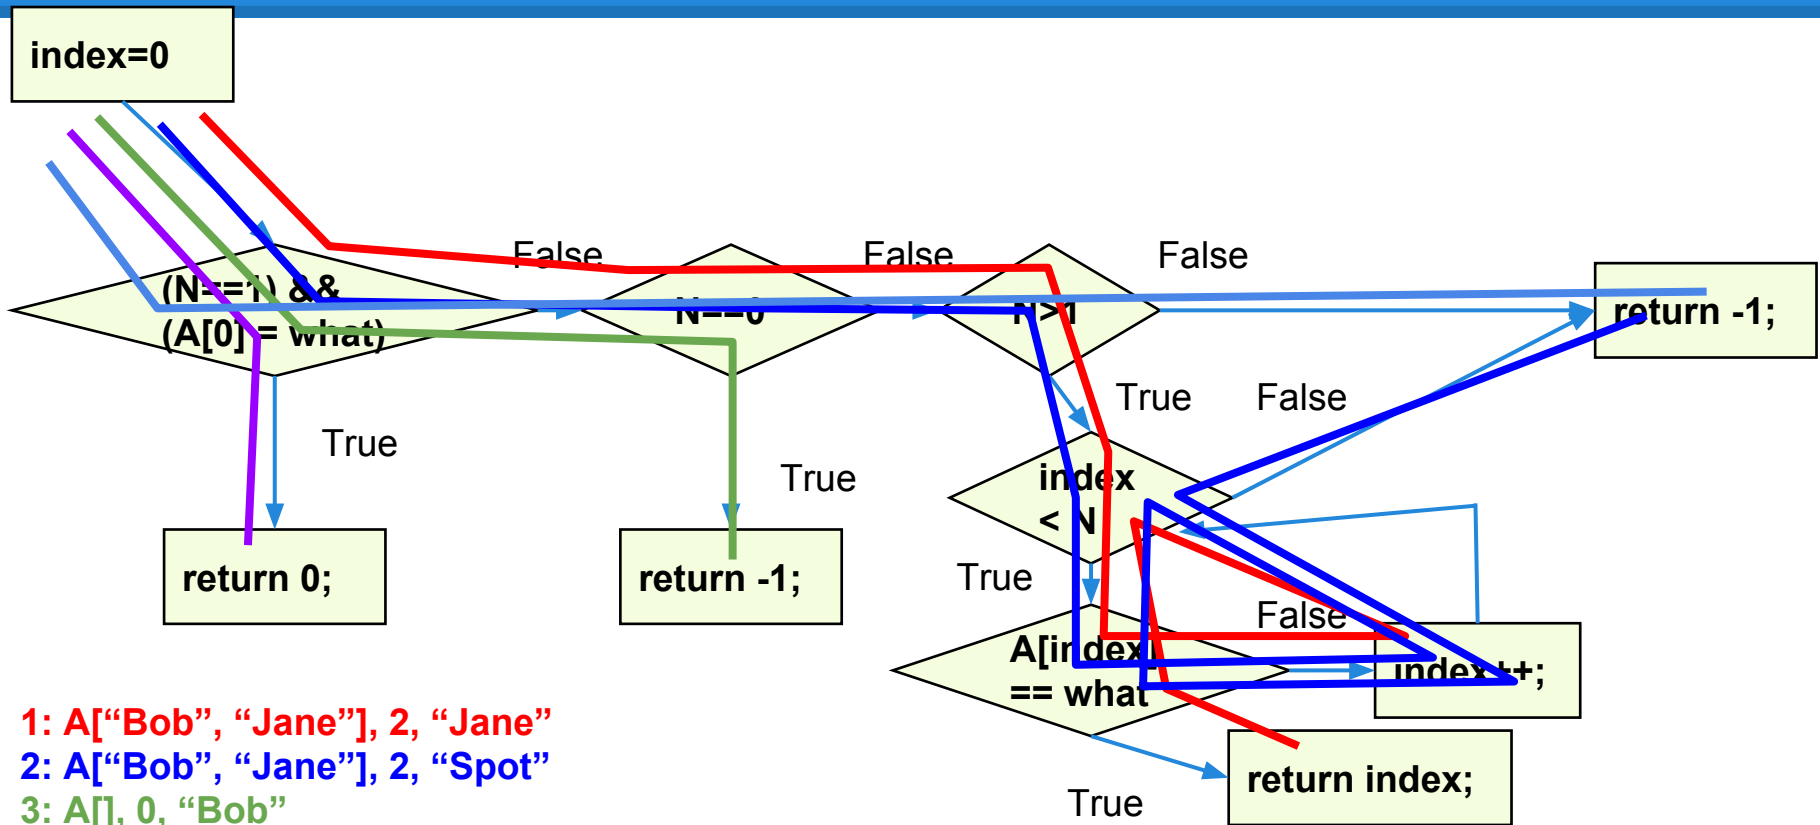 index=0
False
False
False
(N==1) &&
(A[0] = what)
N==0
N>1
return -1;
True
True
False
True
return 0;
return -1;
index
< N
True
False
A[index]
== what
index++;
return index;
True
1: A[“Bob”, “Jane”], 2, “Jane”
2: A[“Bob”, “Jane”], 2, “Spot”
3: A[], 0, “Bob”